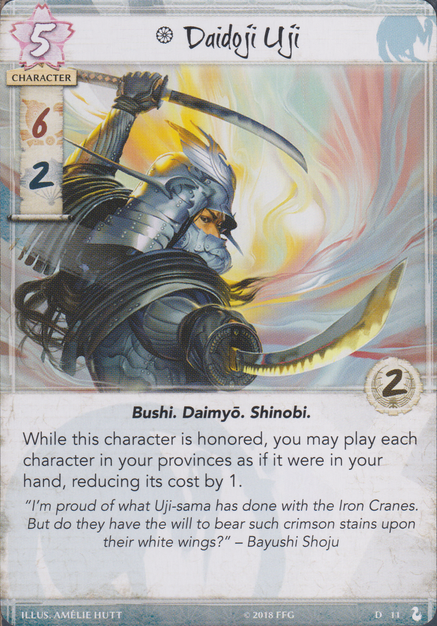 5
Daidoji Uji
CHARACTER
6
2
2
Bushi. Daimyō. Shinobi.
While this character is honored, you may play each
character in your provinces as if it were in your
hand, reducing its cost by 1.
“I’m proud of what Uji-sama has done with the Iron Cranes.
But do they have the will to bear such crimson stains upon
their white wings?” – Bayushi Shoju
ILLUS. AMÉLIE HUTT © 2018 FFG D 11